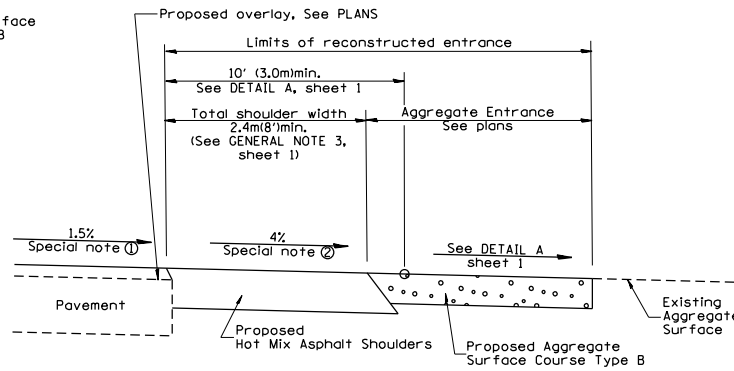 face
B
Proposed overlay, See PLANS
Limits of reconstructed entrance
10' (3.0m)min.
See DETAIL A, sheet 1
Total shoulder width
2.4m(8')min.
(See GENERAL NOTE 3,
sheet 1)
Aggregate Entrance
See plans
1.5%
Special note ①
4%
Special note ②
See DETAIL A
sheet 1
Pavement
Proposed
Hot Mix Asphalt Shoulders
Proposed Aggregate
Surface Course Type B
Existing
Aggregate
Surface